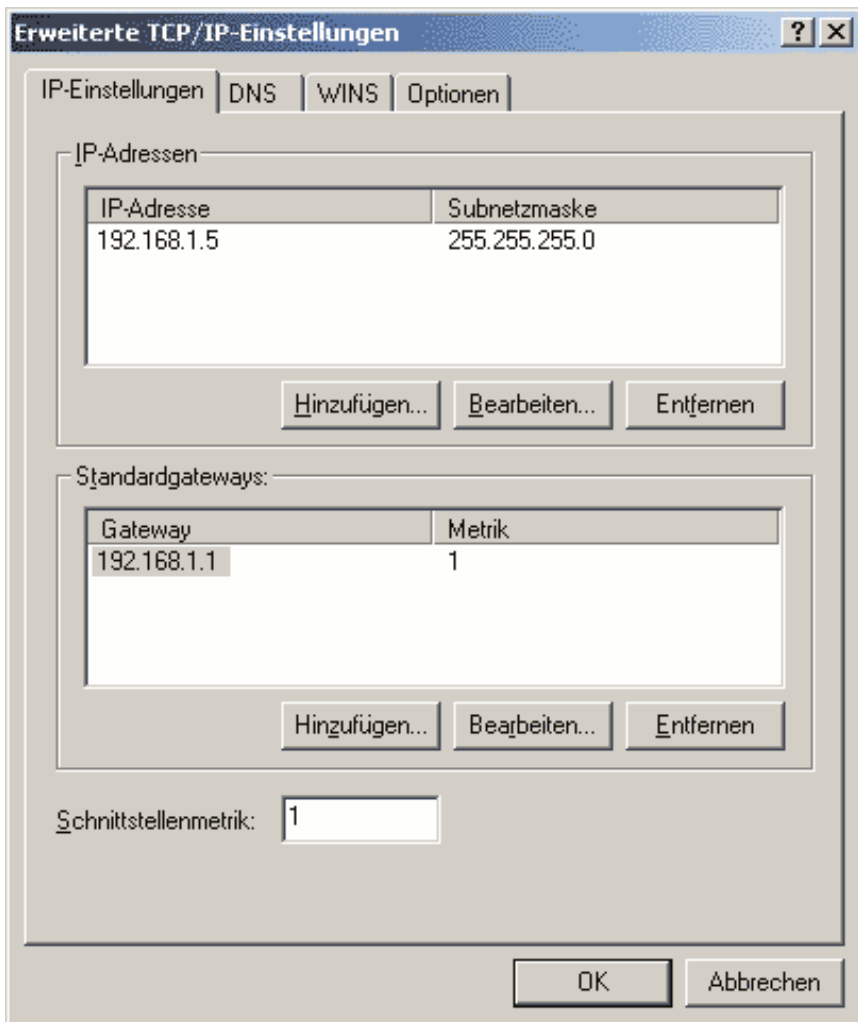 Erweiterte TCP/IP-Einstellungen
IP-Einstellungen DNS WINS Optionen
IP-Adressen
IP-Adresse Subnetzmaske
192.168.1.5 255.255.255.0
Hinzufügen... Bearbeiten... Entfernen
Standardgateways:
Gateway Metrik
192.168.1.1 1
Hinzufügen... Bearbeiten... Entfernen
Schnittstellenmetrik: 1
OK Abbrechen